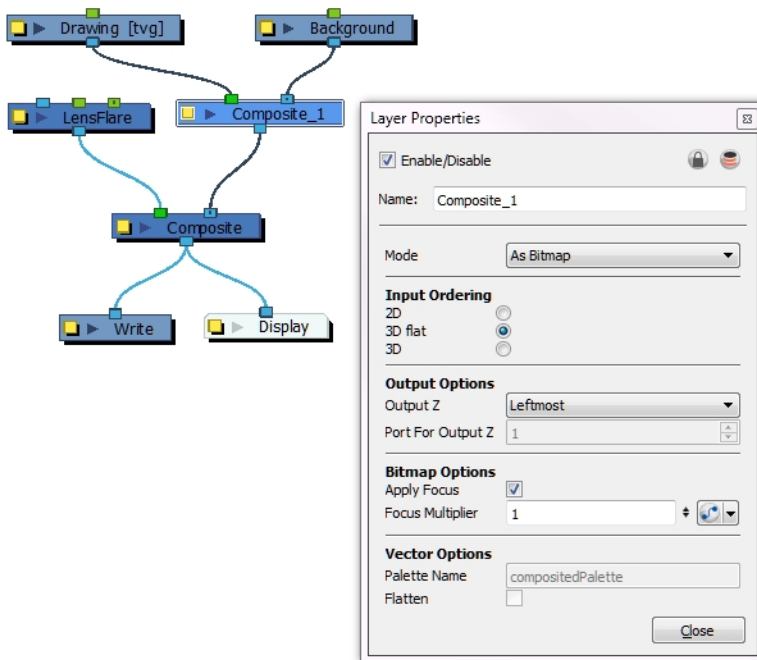 Drawing [tvg]
Background
LensFlare
Composite_1
Composite
Write
Display
Layer Properties
Enable/Disable
Name: Composite_1
Mode As Bitmap
Input Ordering
2D
3D flat
3D
Output Options
Output Z Leftmost
Port For Output Z 1
Bitmap Options
Apply Focus
Focus Multiplier 1
Vector Options
Palette Name compositedPalette
Flatten
Close